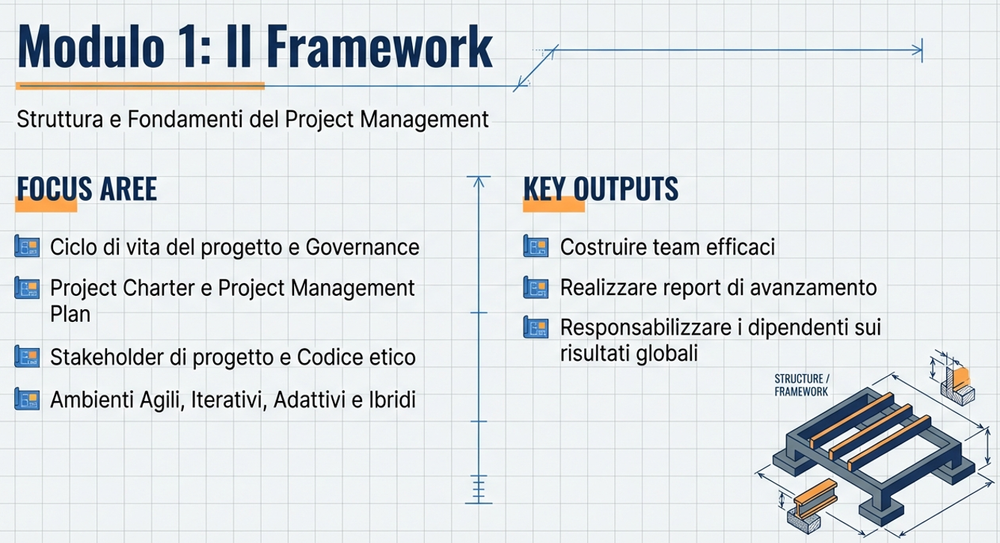 Modulo 1: Il Framework
Struttura e Fondamenti del Project Management
FOCUS AREE
Ciclo di vita del progetto e Governance
Project Charter e Project Management
Plan
Stakeholder di progetto e Codice etico
Ambienti Agili, Iterativi, Adattivi e Ibridi
KEY OUTPUTS
Costruire team efficaci
Realizzare report di avanzamento
Responsabilizzare i dipendenti sui
risultati globali
STRUCTURE /
FRAMEWORK